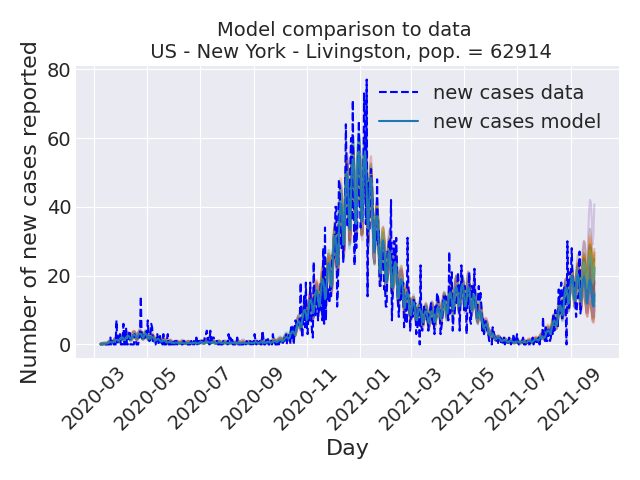 Model comparison to data
US - New York - Livingston, pop. = 62914
Number of new cases reported
80
60
40
20
0
new cases data
new cases model
2020-03
2020-05
2020-07
2020-09
2020-11
2021-01
2021-03
2021-05
2021-07
2021-09
Day